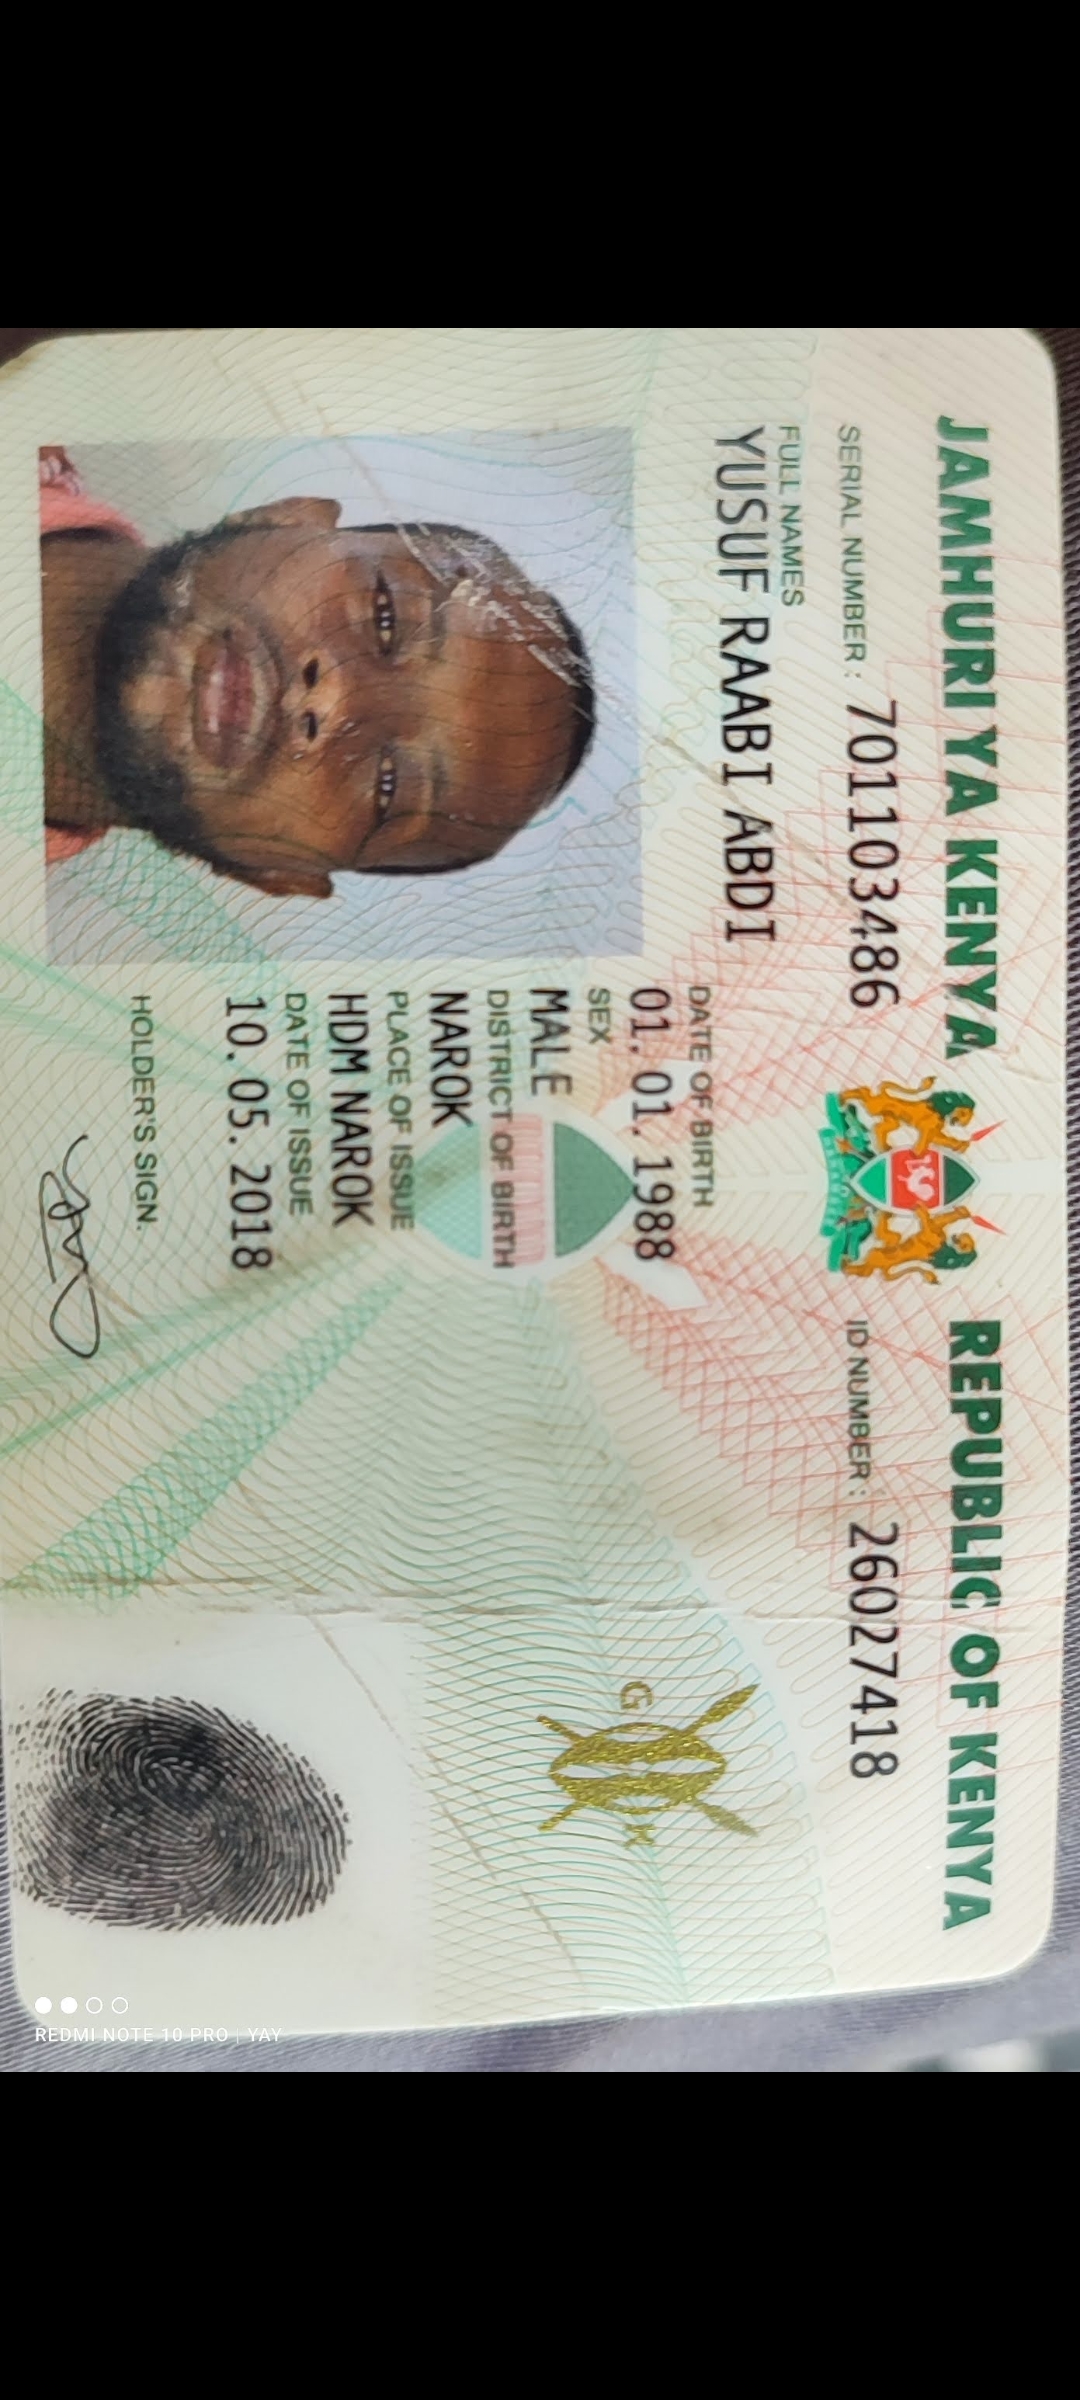 JAMHURI YA KENYA REPUBLIC OF KENYA
SERIAL NUMBER: 7011103486 ID NUMBER: 26027418
FULL NAMES
YUSUF RAABI ABDI
DATE OF BIRTH
01. 01. 1988
SEX
MALE
DISTRICT OF BIRTH
NAROK
PLACE OF ISSUE
HDM NAROK
DATE OF ISSUE
10. 05. 2018
HOLDER'S SIGN.
G K
REDMI NOTE 10 PRO | YAY